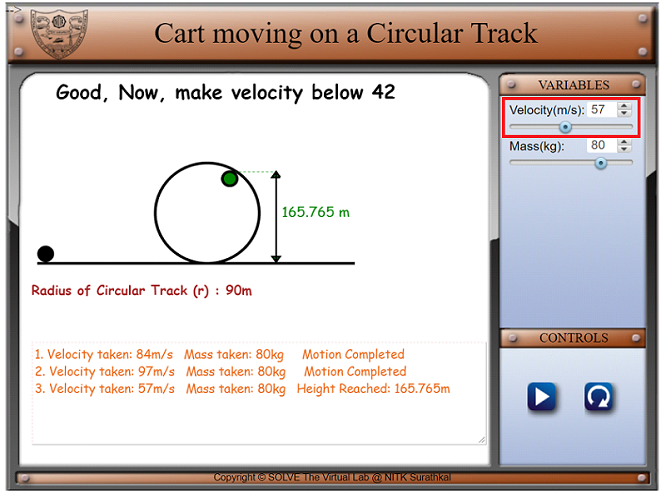 -->
Cart moving on a Circular Track
Good, Now, make velocity below 42
VARIABLES
Velocity(m/s): 57
Mass(kg): 80
165.765 m
Radius of Circular Track (r) : 90m
1. Velocity taken: 84m/s Mass taken: 80kg Motion Completed
2. Velocity taken: 97m/s Mass taken: 80kg Motion Completed
3. Velocity taken: 57m/s Mass taken: 80kg Height Reached: 165.765m
CONTROLS
Copyright © SOLVE The Virtual Lab @ NITK Surathkal